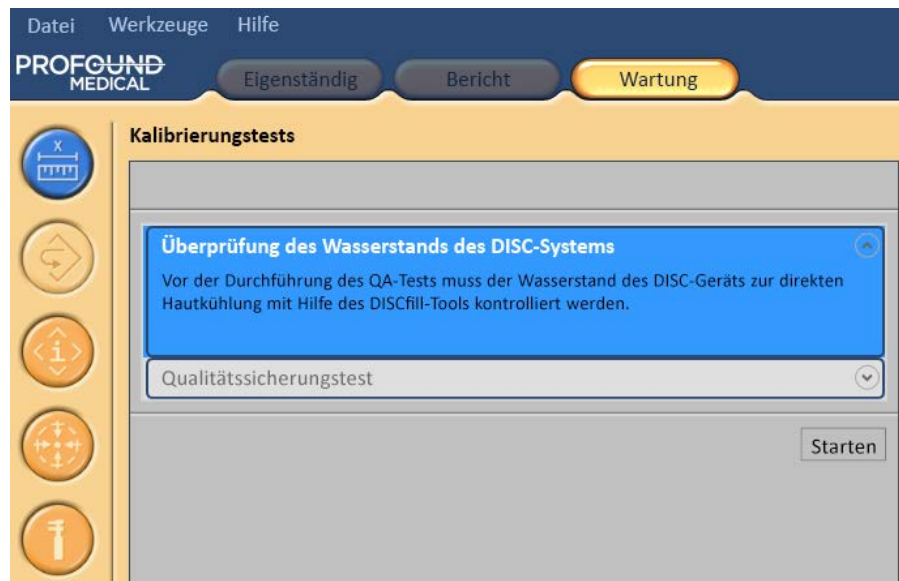 Datei Werkzeuge Hilfe
PROFOUND
MEDICAL
Eigenständig Bericht Wartung
Kalibrierungstests
X
Überprüfung des Wasserstands des DISC-Systems
Vor der Durchführung des QA-Tests muss der Wasserstand des DISC-Geräts zur direkten
Hautkühlung mit Hilfe des DISCfill-Tools kontrolliert werden.
i
Qualitätssicherungstest
Starten